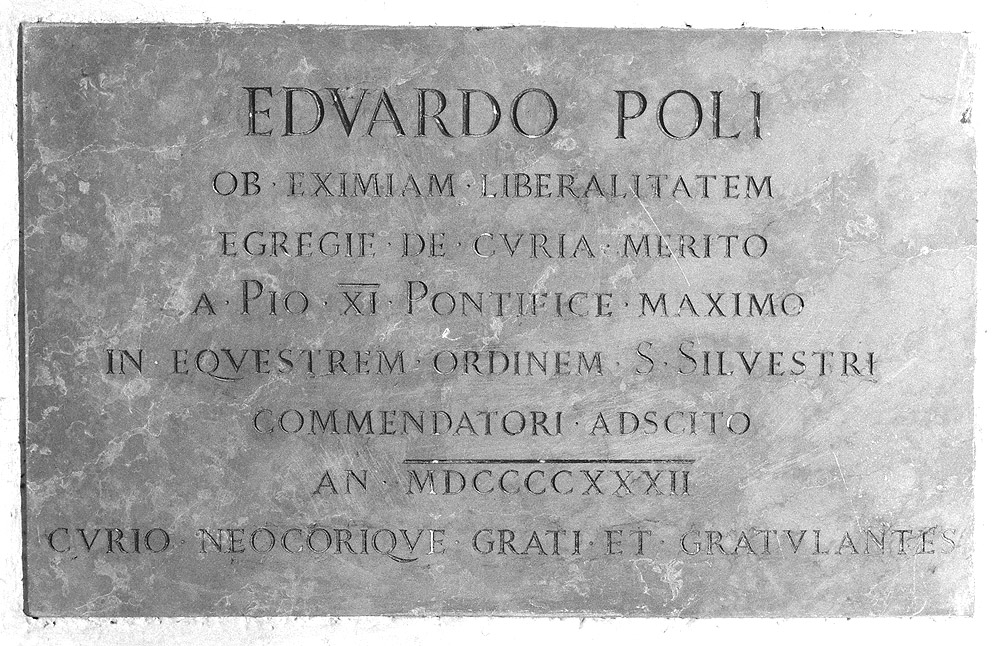 EDVARDO POLI
OB · EXIMIAM · LIBERALITATEM
EGREGIE · DE · CVRIA · MERITO
A · PIO · XI · PONTIFICE · MAXIMO
IN · EQVESTREM · ORDINEM · S · SILVESTRI
COMMENDATORI · ADSCITO
AN · MDCCCCXXXII
CVRIO · NEOCORIQVE · GRATI · ET · GRATVLANTES